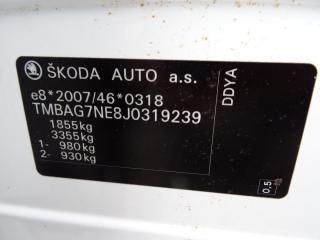 ŠKODA AUTO a.s.
e8*2007/46*0318
TMBAG7NE8J0319239
1855kg
3355kg
1- 980kg
2- 930kg
DDYA
0,5